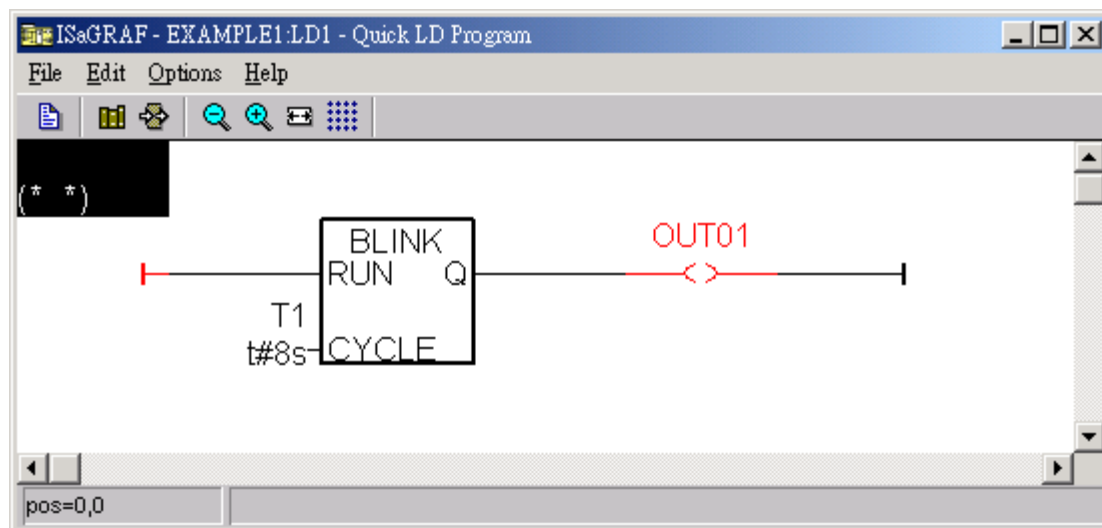 ISaGRAF - EXAMPLE1:LD1 - Quick LD Program
File Edit Options Help
(* *)
BLINK
OUT01
RUN Q
T1
t#8s
CYCLE
pos=0,0